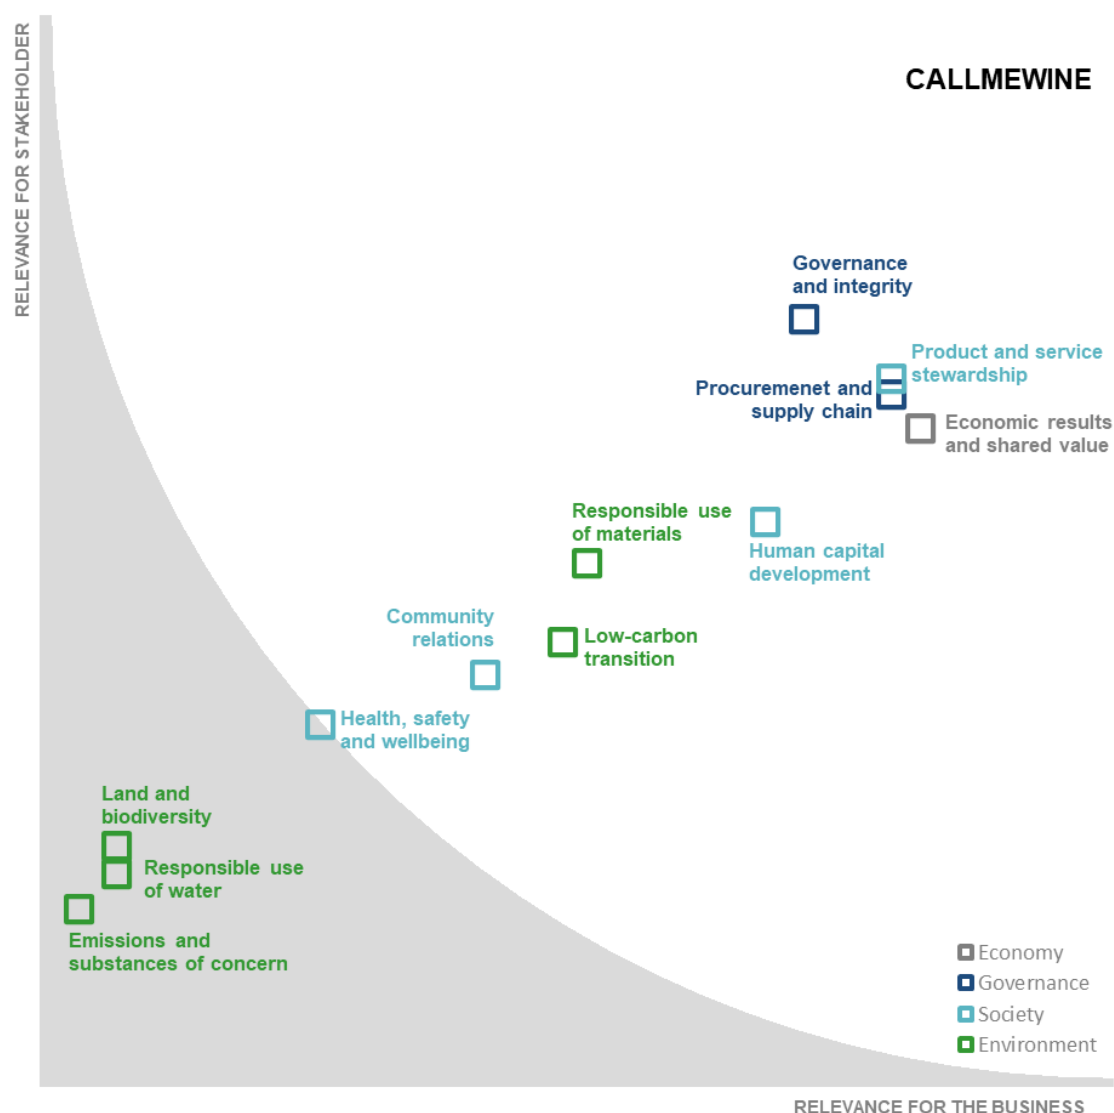 RELEVANCE FOR STAKEHOLDER
CALLMEWINE
Governance
and integrity
Product and service
stewardship
Procuremenet and
supply chain
Economic results
and shared value
Responsible use
of materials
Human capital
development
Community
relations
Low-carbon
transition
Health, safety
and wellbeing
Land and
biodiversity
Responsible use
of water
Emissions and
substances of concern
Economy
Governance
Society
Environment
RELEVANCE FOR THE BUSINESS